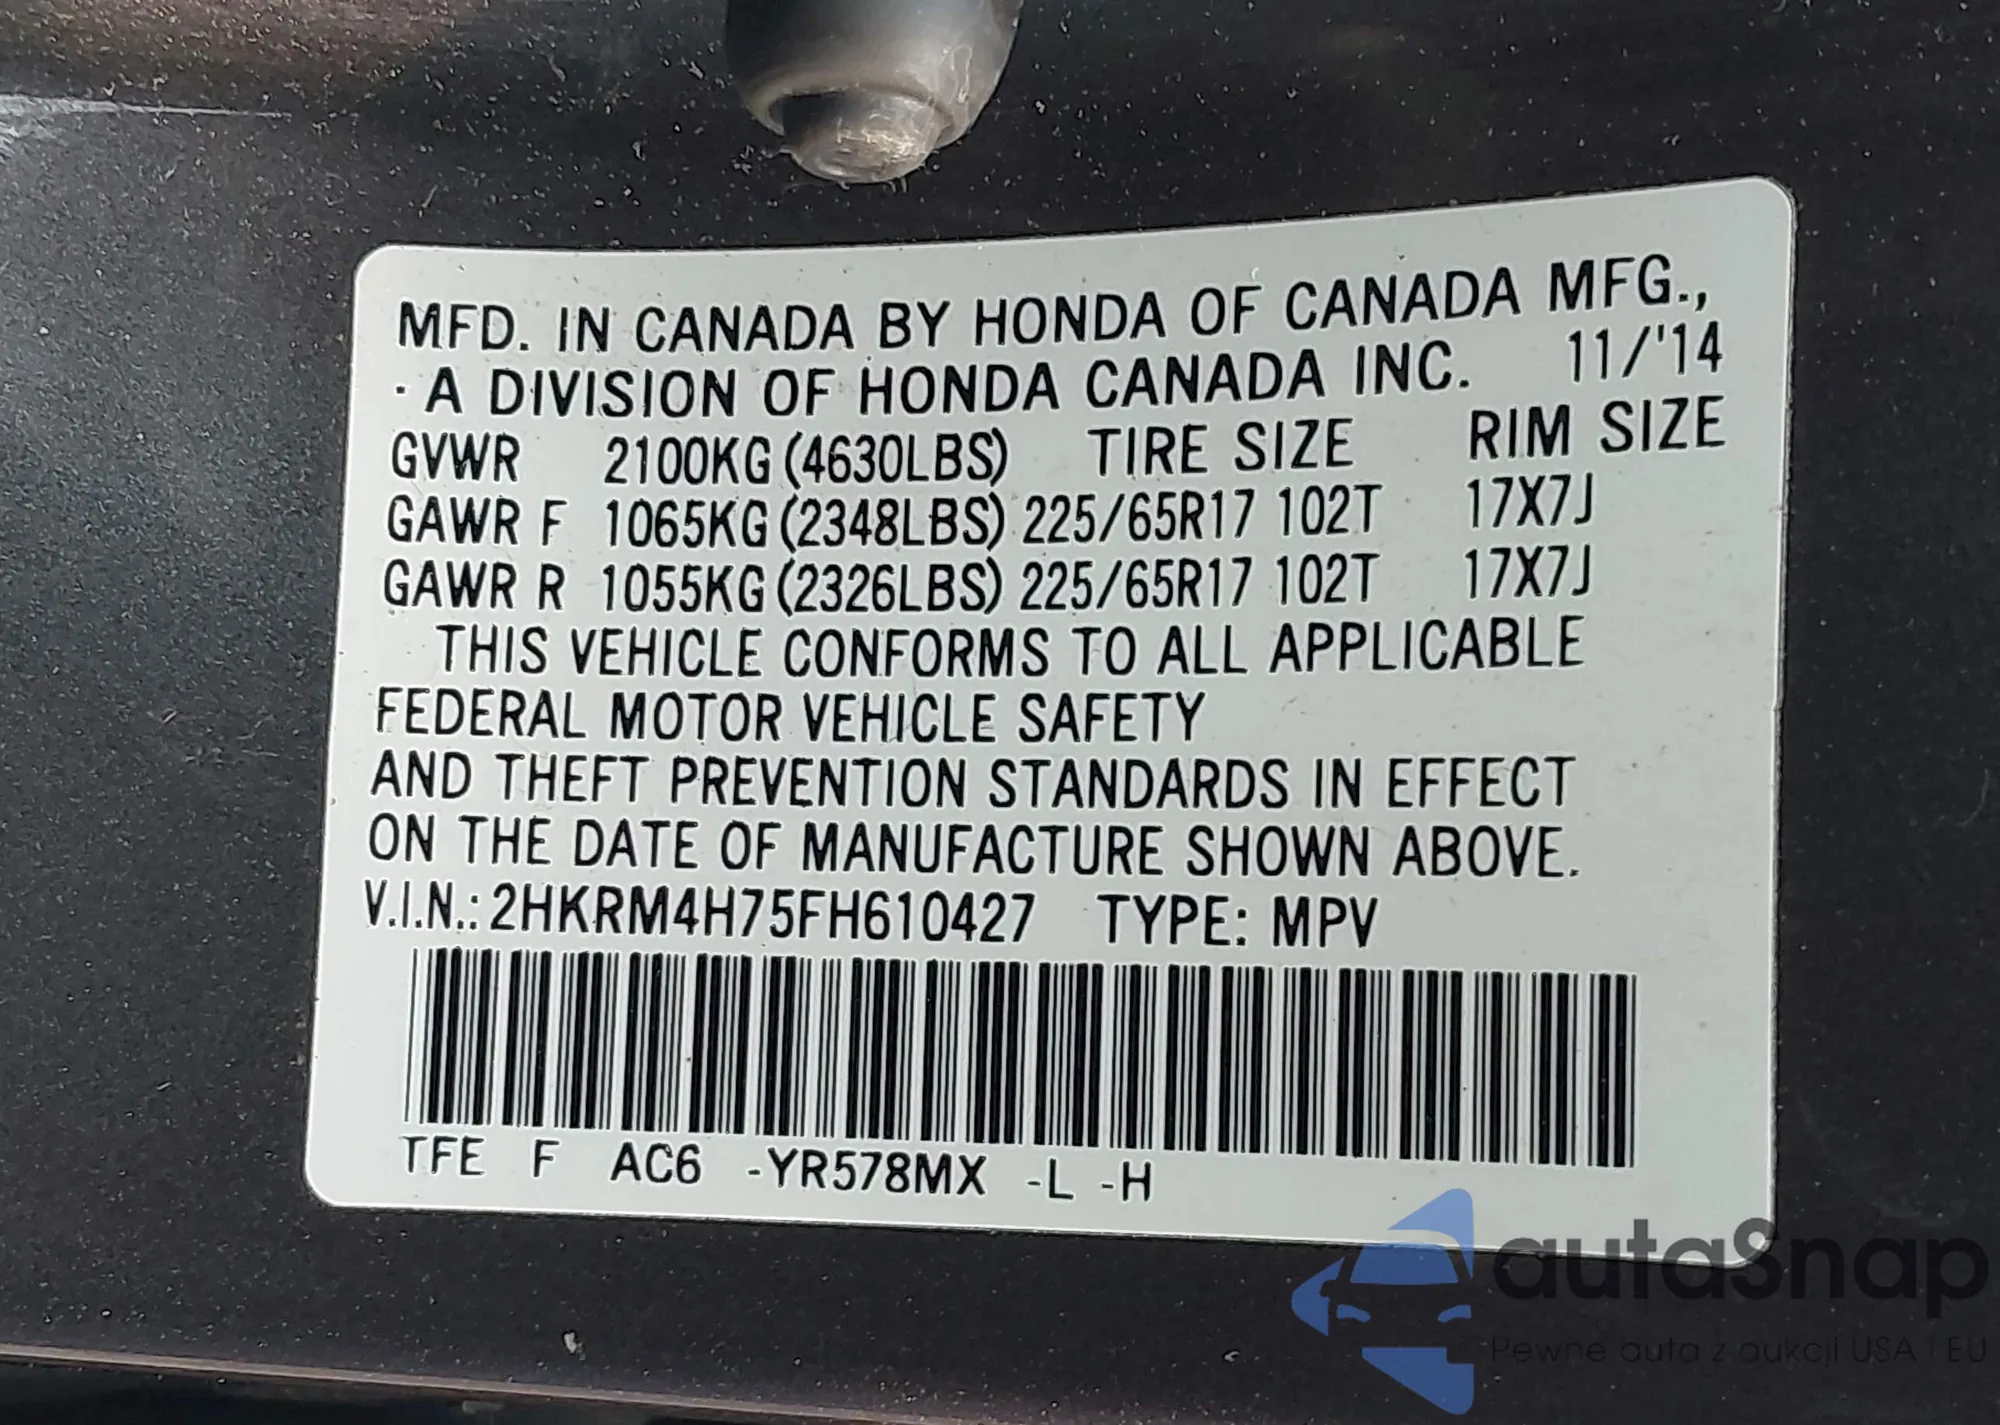 MFD. IN CANADA BY HONDA OF CANADA MFG.,
· A DIVISION OF HONDA CANADA INC. 11/'14
GVWR 2100KG (4630LBS) TIRE SIZE RIM SIZE
GAWR F 1065KG (2348LBS) 225/65R17 102T 17X7J
GAWR R 1055KG (2326LBS) 225/65R17 102T 17X7J
THIS VEHICLE CONFORMS TO ALL APPLICABLE
FEDERAL MOTOR VEHICLE SAFETY
AND THEFT PREVENTION STANDARDS IN EFFECT
ON THE DATE OF MANUFACTURE SHOWN ABOVE.
V.I.N.: 2HKRM4H75FH610427 TYPE: MPV
TFE F AC6 -YR578MX -L -H
autaSnap
Pewne auta z aukcji USA i EU